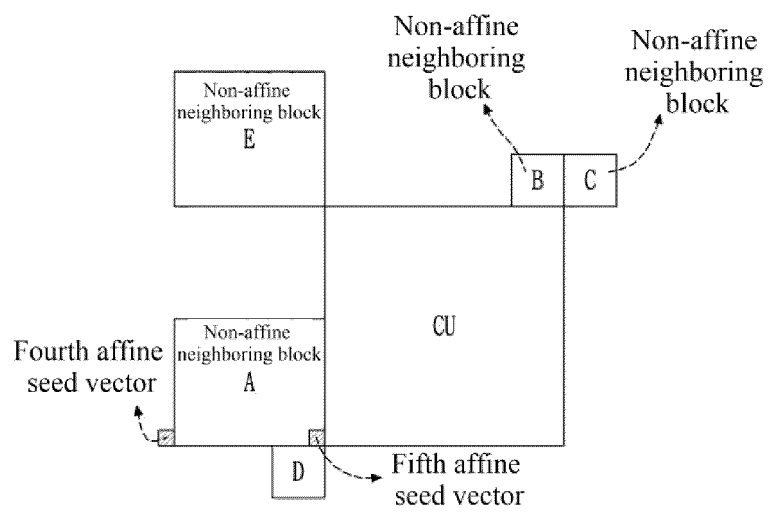 Non-affine
neighboring
block
Non-affine
neighboring
block
Non-affine
neighboring block
E
B
C
CU
Non-affine
neighboring block
A
Fourth affine
seed vector
D
Fifth affine
seed vector